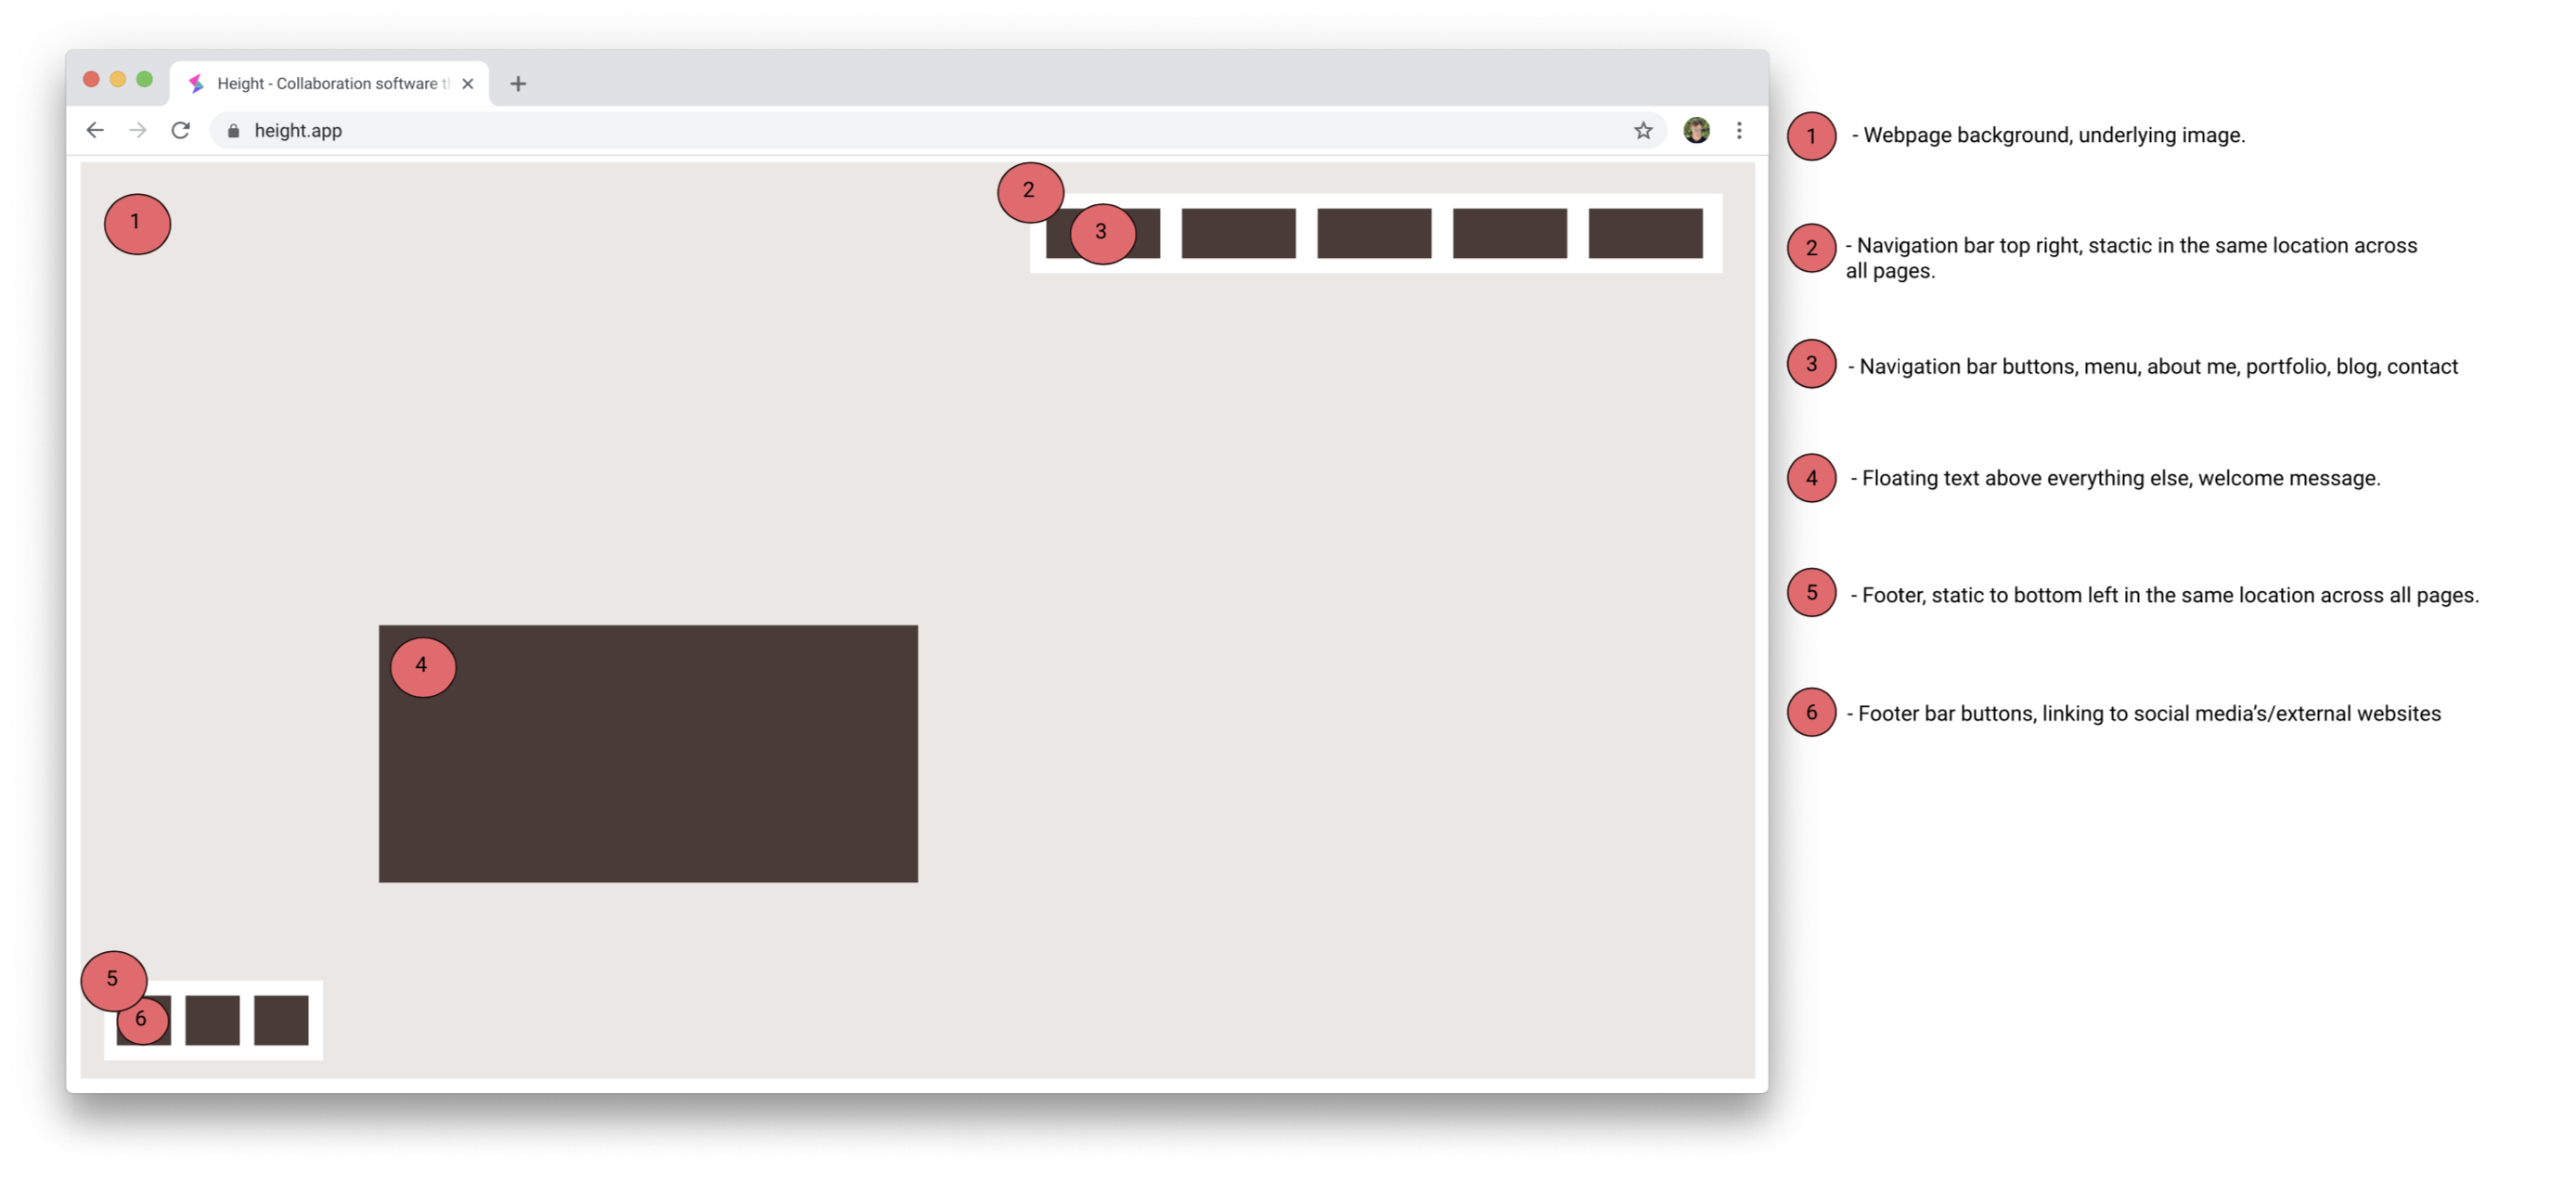 Height - Collaboration software t
height.app
1
2
3
4
5
6
1 - Webpage background, underlying image.
2 - Navigation bar top right, stactic in the same location across
all pages.
3 - Navigation bar buttons, menu, about me, portfolio, blog, contact
4 - Floating text above everything else, welcome message.
5 - Footer, static to bottom left in the same location across all pages.
6 - Footer bar buttons, linking to social media’s/external websites